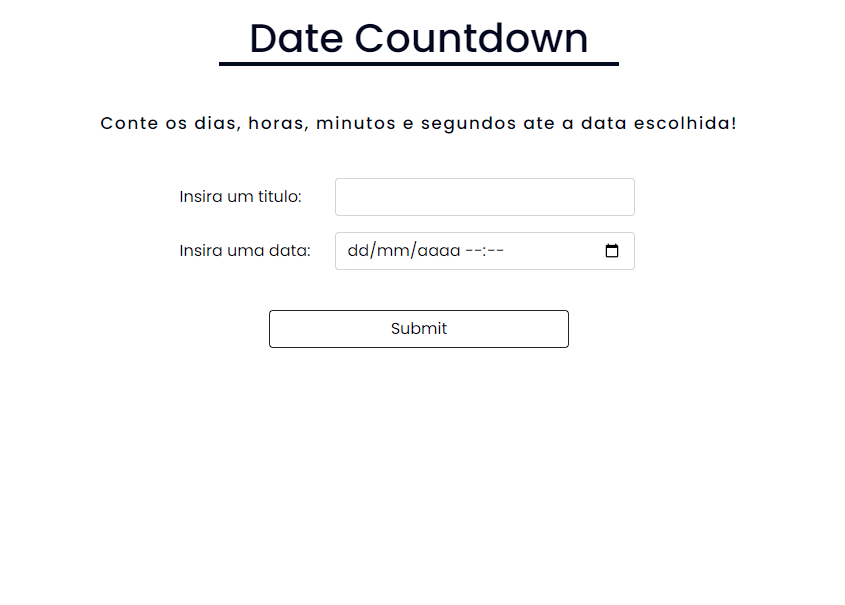 Date Countdown
Conte os dias, horas, minutos e segundos ate a data escolhida!
Insira um titulo:
Insira uma data: dd/mm/aaaa --:--
Submit